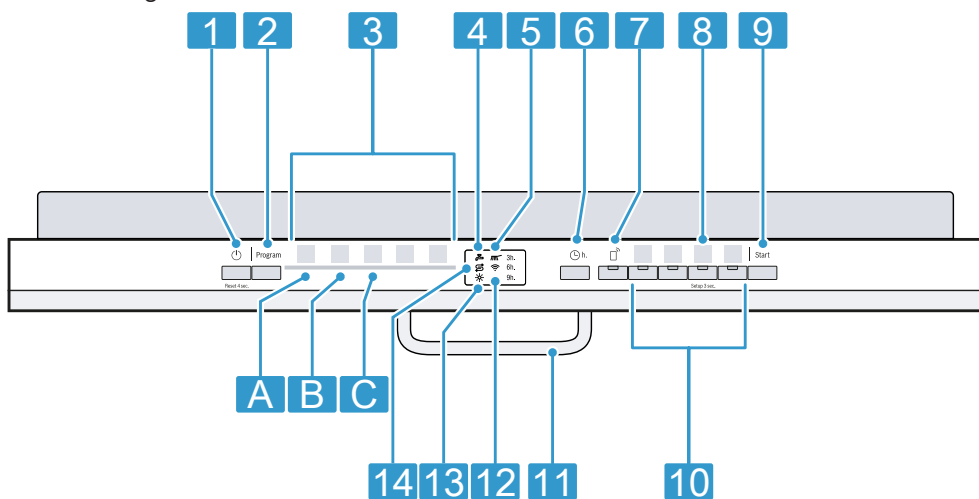 1 2 3 4 5 6 7 8 9
3h.
Program h. Start
6h.
9h.
Reset 4 sec. Setup 3 sec.
A B C
14 13 12 11 10